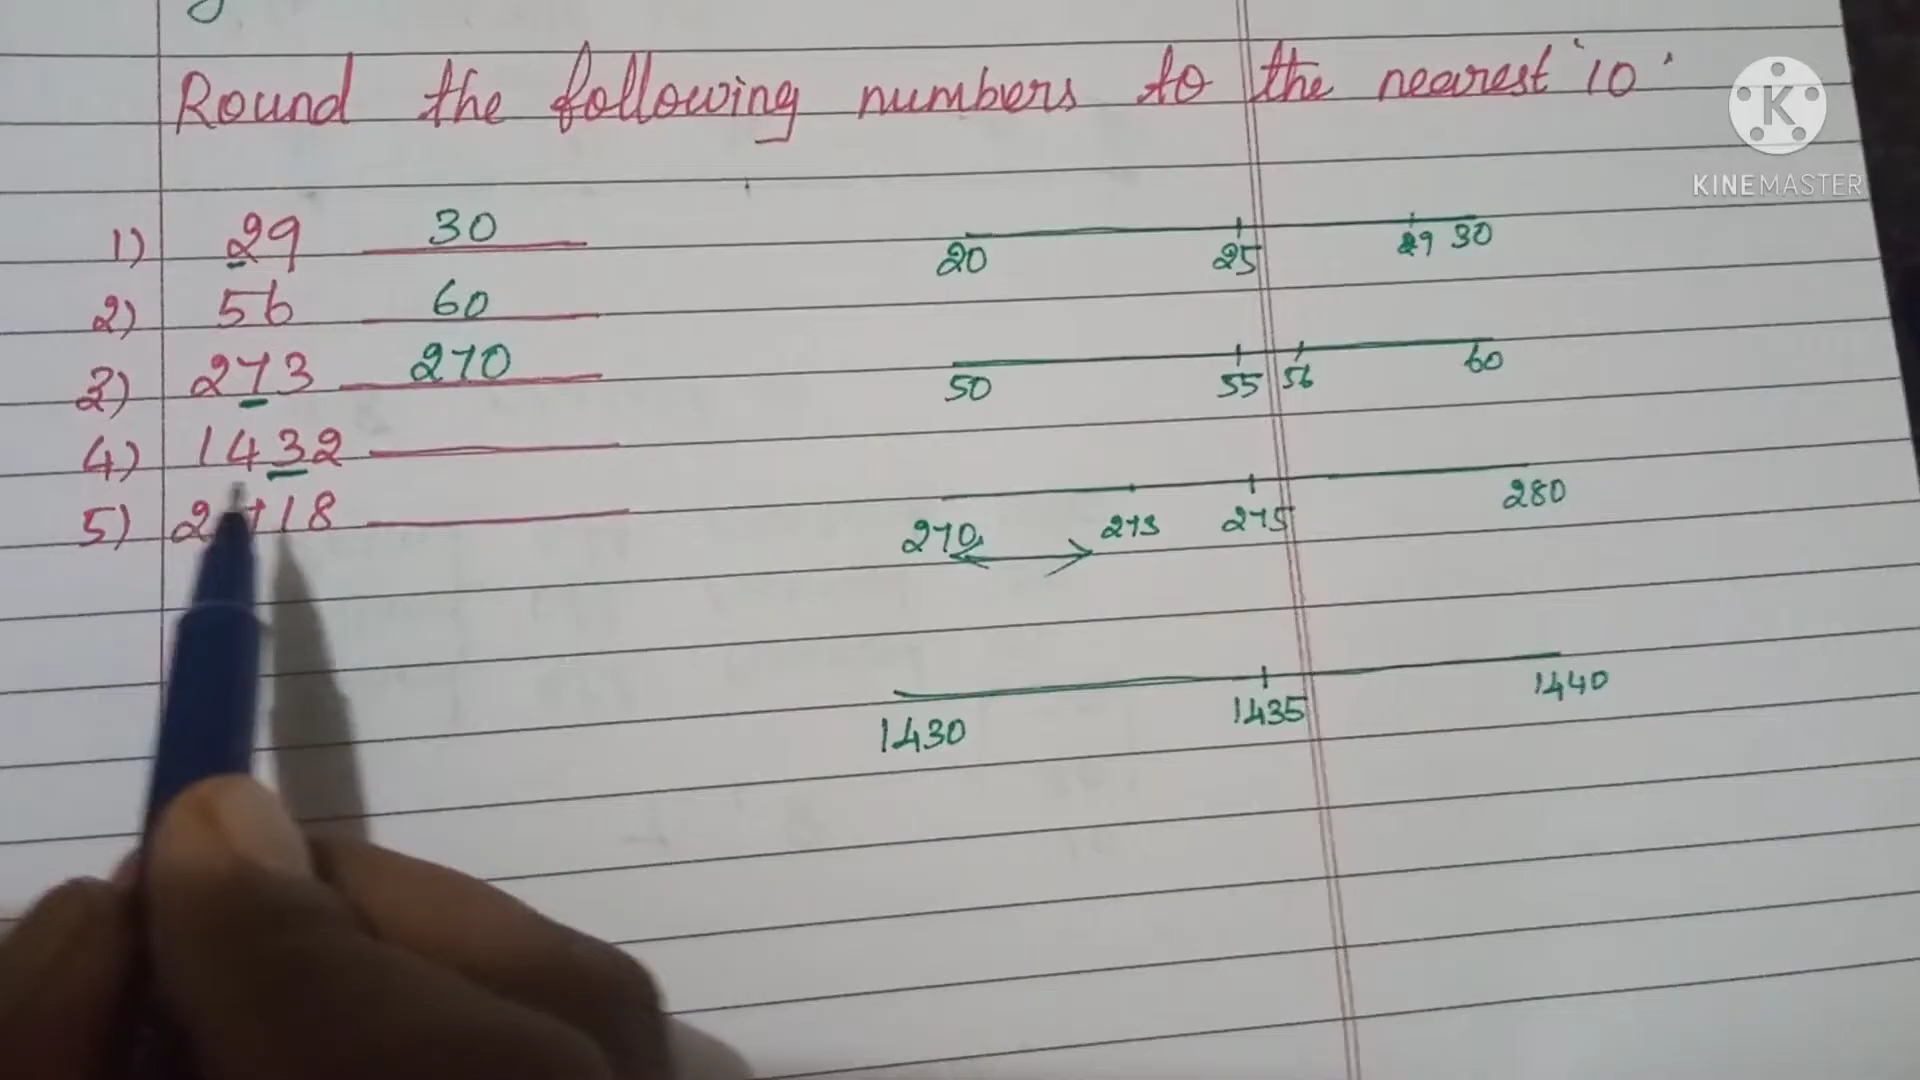 Round the following numbers to the nearest '10'
KINEMASTER
1) 29 30
2) 56 60
3) 273 270
4) 1432
5)
20 25 29 30
50 55 56 60
270 273 275 280
1430 1435 1440